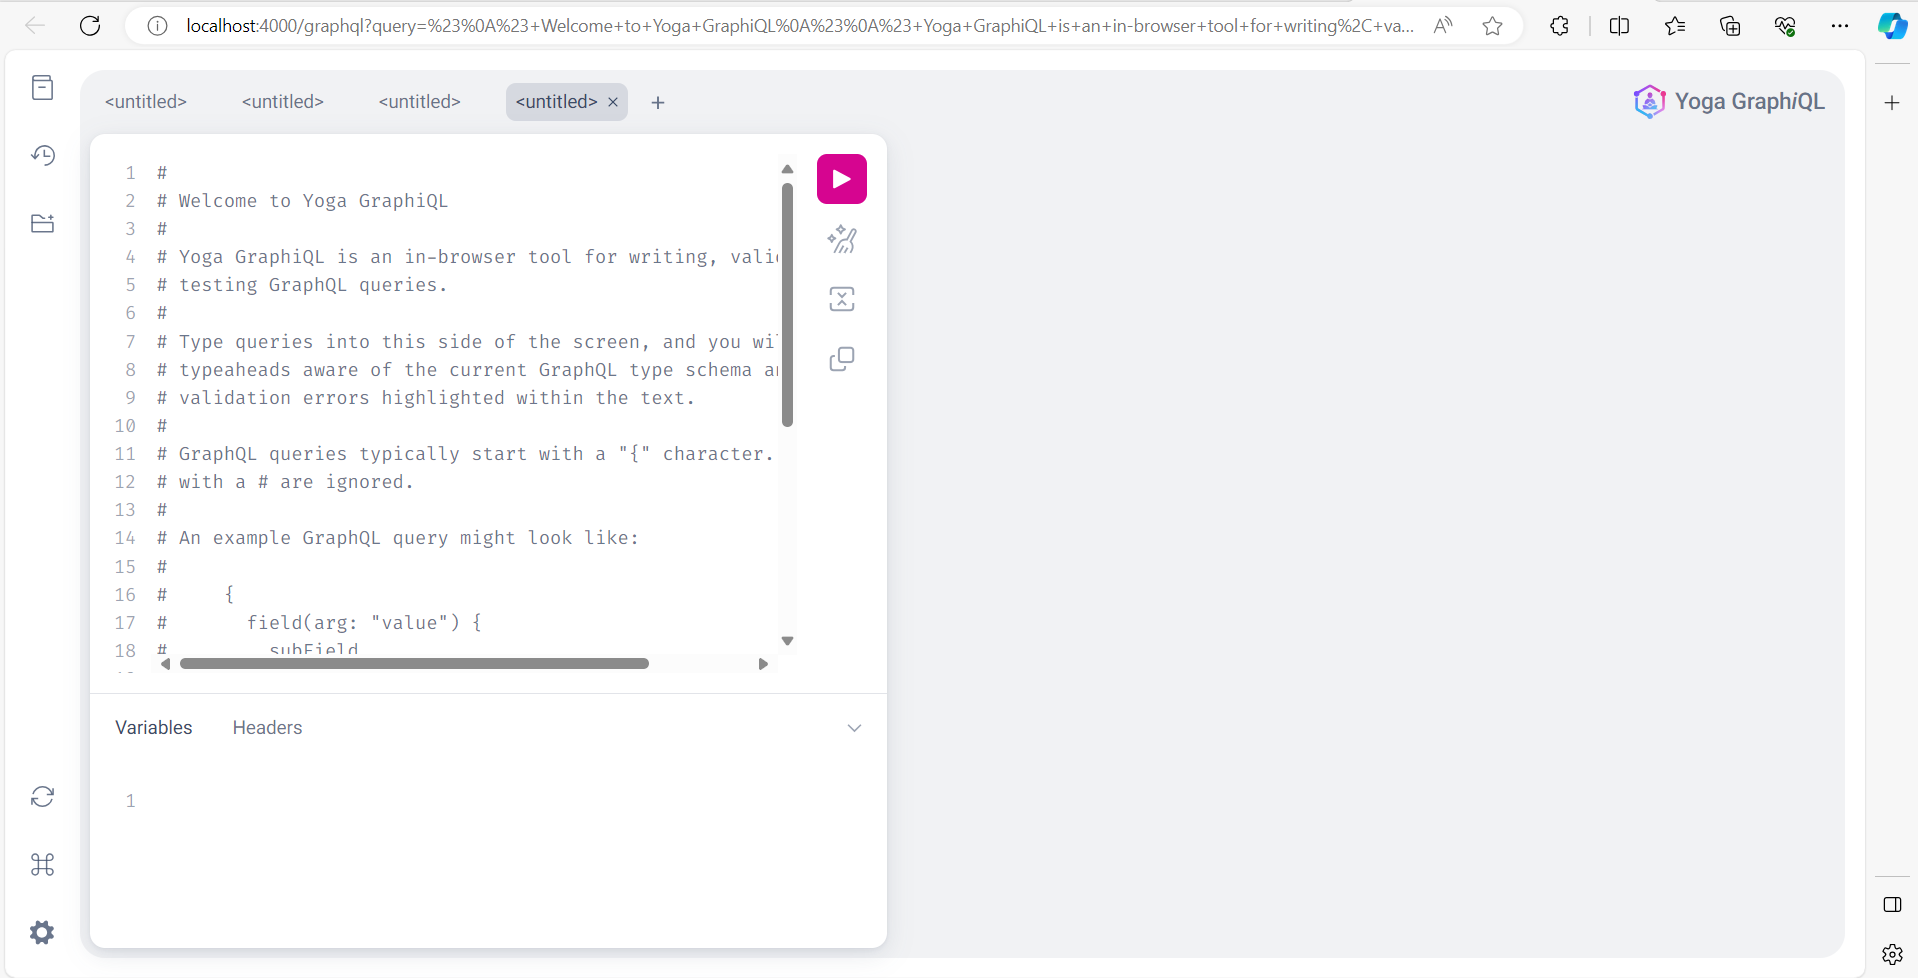 localhost:4000/graphql?query=%23%0A%23+Welcome+to+Yoga+GraphiQL%0A%23%0A%23+Yoga+GraphiQL+is+an+in-browser+tool+for+writing%2C+va...
<untitled> <untitled> <untitled> <untitled> × +
Yoga GraphiQL
1 #
2 # Welcome to Yoga GraphiQL
3 #
4 # Yoga GraphiQL is an in-browser tool for writing, vali
5 # testing GraphQL queries.
6 #
7 # Type queries into this side of the screen, and you wi
8 # typeaheads aware of the current GraphQL type schema a
9 # validation errors highlighted within the text.
10 #
11 # GraphQL queries typically start with a "{" character.
12 # with a # are ignored.
13 #
14 # An example GraphQL query might look like:
15 #
16 # {
17 # field(arg: "value") {
18 # subField
Variables Headers
1